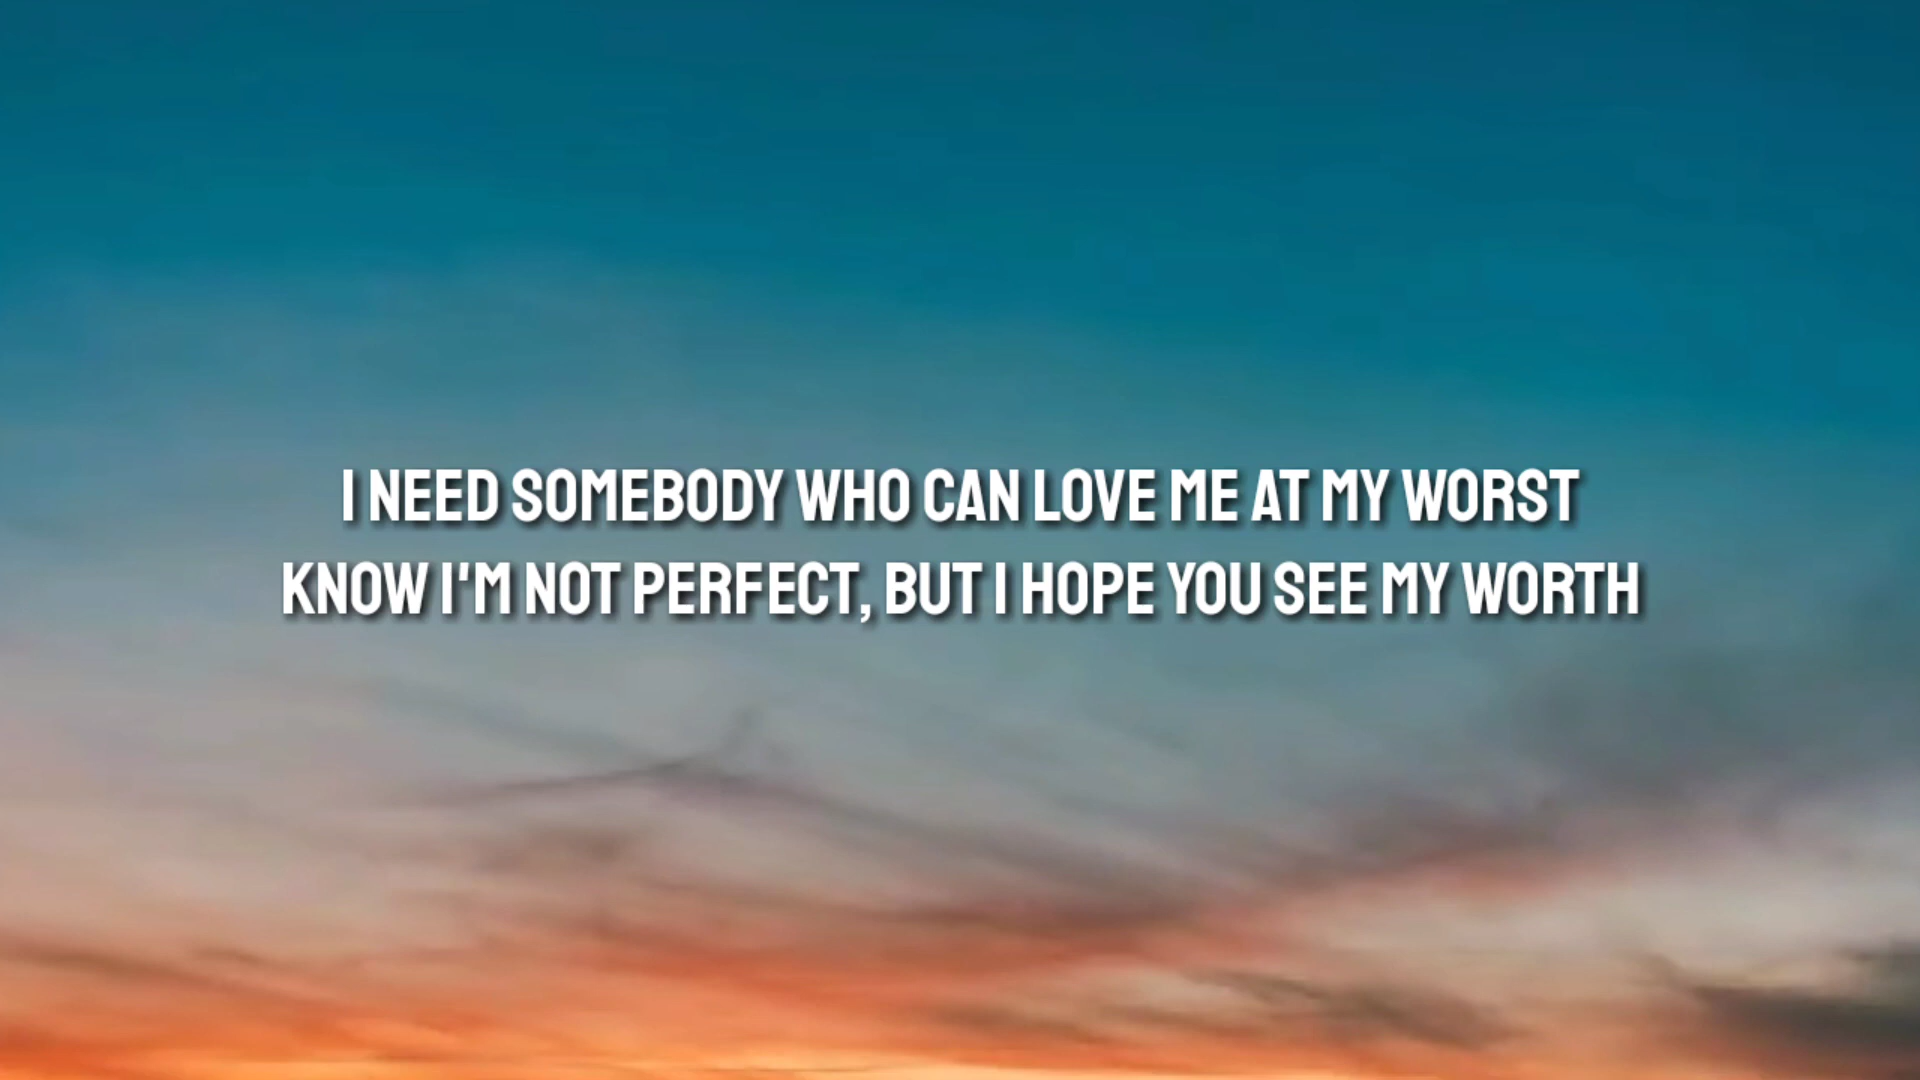 I NEED SOMEBODY WHO CAN LOVE ME AT MY WORST
KNOW I'M NOT PERFECT, BUT I HOPE YOU SEE MY WORTH